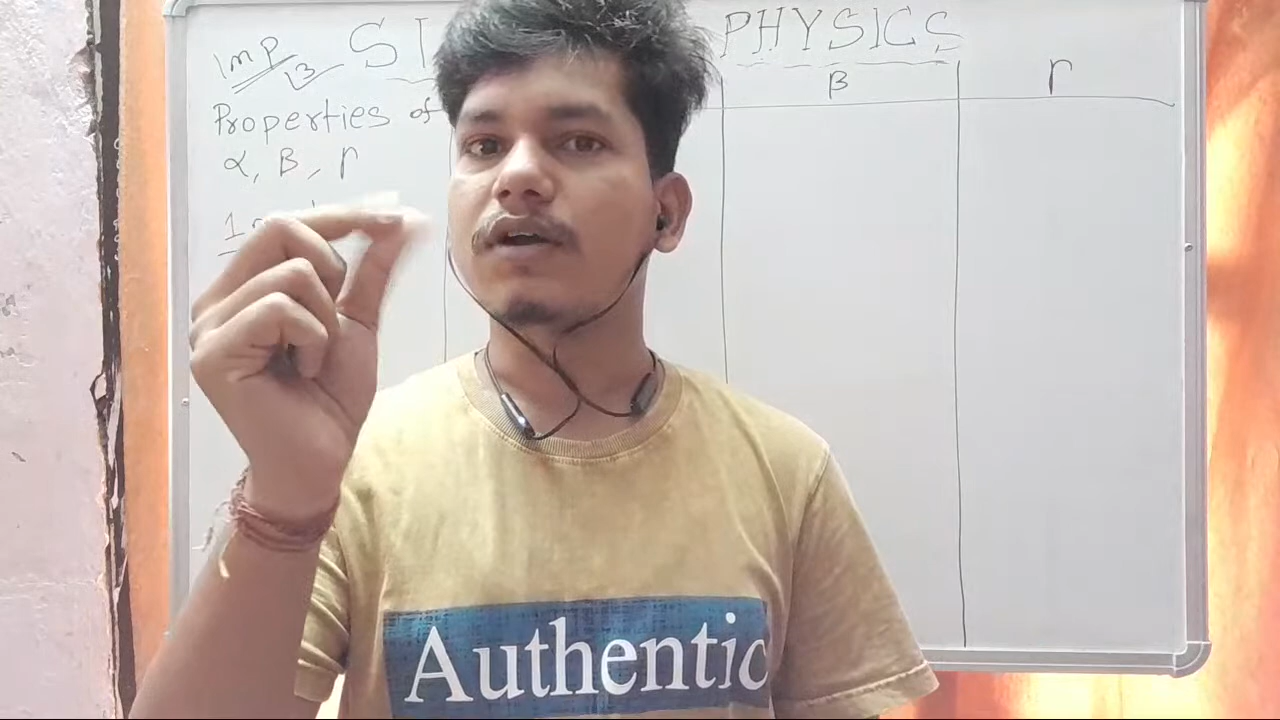 Imp
13
PHYSICS
β
r
Properties of
α, β, r
Authentic